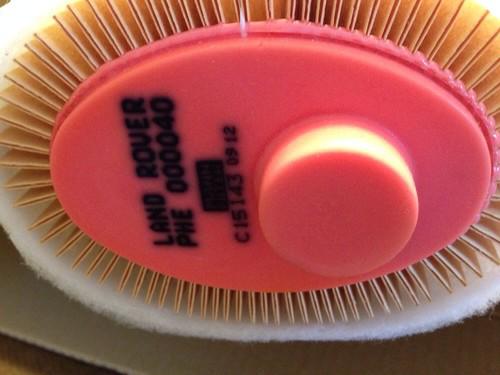 LAND ROVER
PHE 000040
C15143 09 12